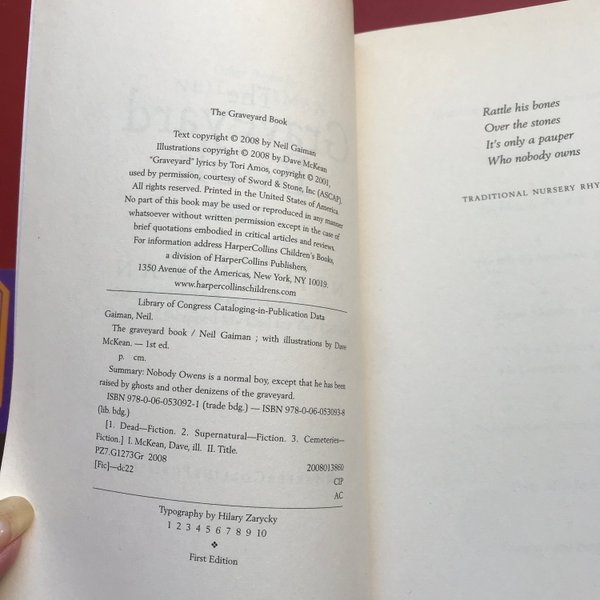 The Graveyard Book
Text copyright © 2008 by Neil Gaiman
Illustrations copyright © 2008 by Dave McKean
"Graveyard" lyrics by Tori Amos, copyright © 2001,
used by permission, courtesy of Sword & Stone, Inc (ASCAP).
All rights reserved. Printed in the United States of America.
No part of this book may be used or reproduced in any manner
whatsoever without written permission except in the case of
brief quotations embodied in critical articles and reviews.
For information address HarperCollins Children's Books,
a division of HarperCollins Publishers,
1350 Avenue of the Americas, New York, NY 10019.
www.harpercollinschildrens.com
Library of Congress Cataloging-in-Publication Data
Gaiman, Neil.
The graveyard book / Neil Gaiman ; with illustrations by Dave
McKean. — 1st ed.
p. cm.
Summary: Nobody Owens is a normal boy, except that he has been
raised by ghosts and other denizens of the graveyard.
ISBN 978-0-06-053092-1 (trade bdg.) — ISBN 978-0-06-053093-8
(lib. bdg.)
[1. Dead—Fiction. 2. Supernatural—Fiction. 3. Cemeteries—
Fiction.] I. McKean, Dave, ill. II. Title.
PZ7.G1273Gr 2008 2008013860
[Fic]—dc22 CIP
AC
Typography by Hilary Zarycky
1 2 3 4 5 6 7 8 9 10
❖
First Edition
Rattle his bones
Over the stones
It's only a pauper
Who nobody owns
TRADITIONAL NURSERY RHY